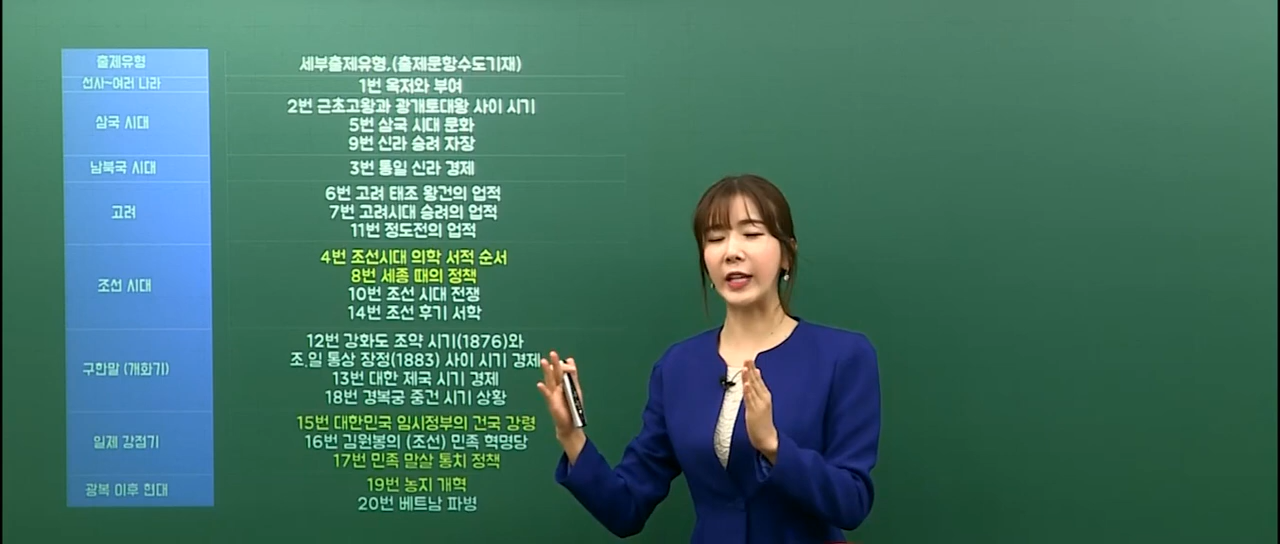 출제유형
세부출제유형.(출제문항수도기재)
선사~여러 나라
1번 옥저와 부여
삼국 시대
2번 근초고왕과 광개토대왕 사이 시기
5번 삼국 시대 문화
9번 신라 승려 자장
남북국 시대
3번 통일 신라 경제
고려
6번 고려 태조 왕건의 업적
7번 고려시대 승려의 업적
11번 정도전의 업적
조선 시대
4번 조선시대 의학 서적 순서
8번 세종 때의 정책
10번 조선 시대 전쟁
14번 조선 후기 서학
구한말 (개화기)
12번 강화도 조약 시기(1876)와
조.일 통상 장정(1883) 사이 시기 경제
13번 대한 제국 시기 경제
18번 경복궁 중건 시기 상황
일제 강점기
15번 대한민국 임시정부의 건국 강령
16번 김원봉의 (조선) 민족 혁명당
17번 민족 말살 통치 정책
광복 이후 현대
19번 농지 개혁
20번 베트남 파병